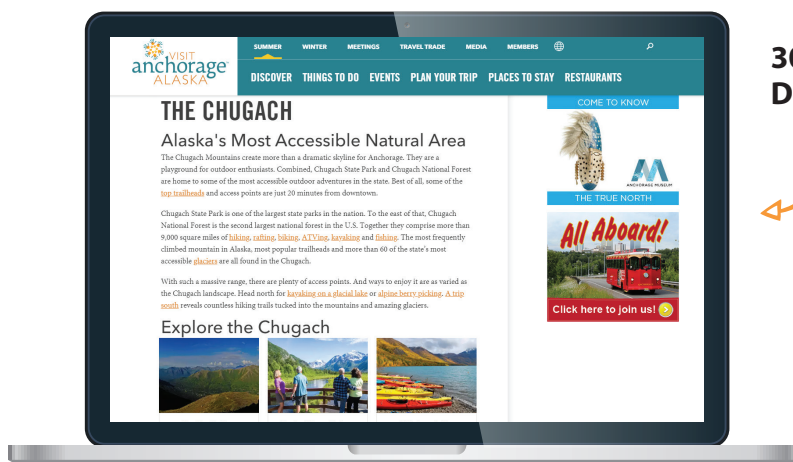 VISIT
anchorage
ALASKA
SUMMER WINTER MEETINGS TRAVEL TRADE MEDIA MEMBERS
DISCOVER THINGS TO DO EVENTS PLAN YOUR TRIP PLACES TO STAY RESTAURANTS
THE CHUGACH
Alaska's Most Accessible Natural Area
The Chugach Mountains create more than a dramatic skyline for Anchorage. They are a
playground for outdoor enthusiasts. Combined, Chugach State Park and Chugach National Forest
are home to some of the most accessible outdoor adventures in the state. Best of all, some of the
top trailheads and access points are just 20 minutes from downtown.
Chugach State Park is one of the largest state parks in the nation. To the east of that, Chugach
National Forest is the second largest national forest in the U.S. Together they comprise more than
9,000 square miles of hiking, rafting, biking, ATVing, kayaking and fishing. The most frequently
climbed mountain in Alaska, most popular trailheads and more than 60 of the state's most
accessible glaciers are all found in the Chugach.
With such a massive range, there are plenty of access points. And ways to enjoy it are as varied as
the Chugach landscape. Head north for kayaking on a glacial lake or alpine berry picking. A trip
south reveals countless hiking trails tucked into the mountains and amazing glaciers.
Explore the Chugach
COME TO KNOW
ANCHORAGE MUSEUM
THE TRUE NORTH
All Aboard!
Click here to join us!
30
D